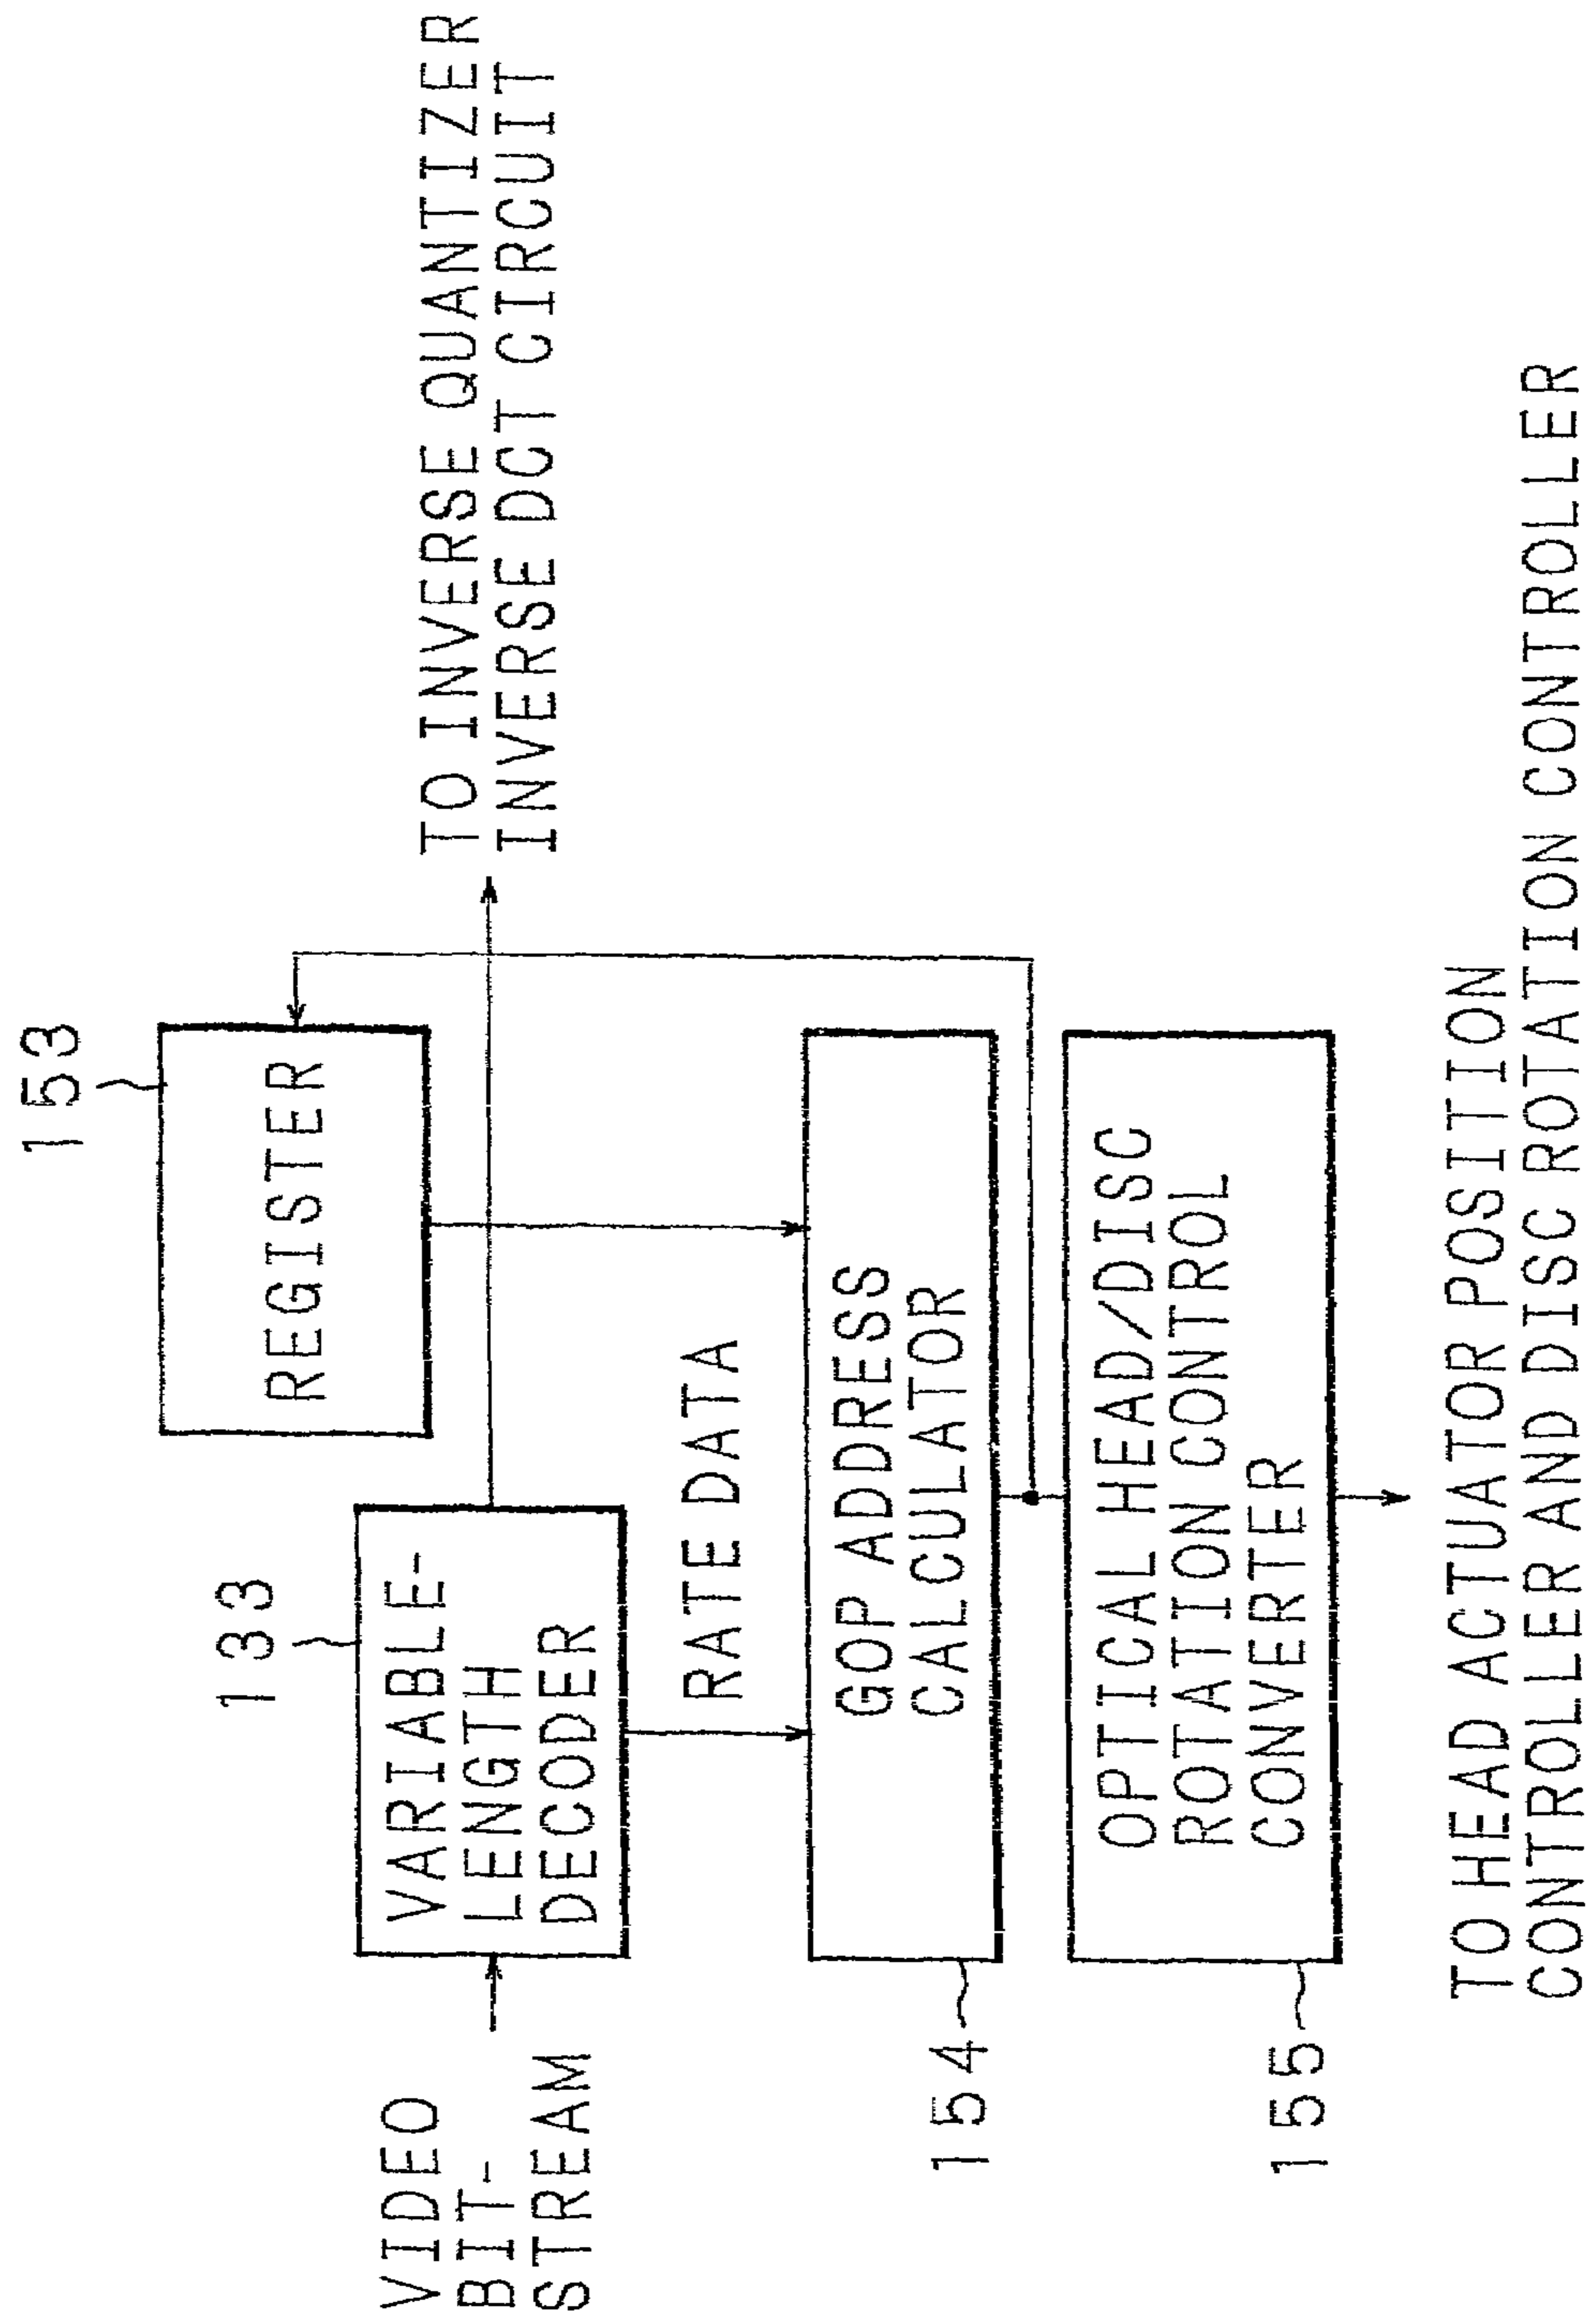 153
REGISTER
133
VARIABLE-
LENGTH
DECODER
VIDEO
BIT-
STREAM
TO INVERSE QUANTIZER
INVERSE DCT CIRCUIT
RATE DATA
GOP ADDRESS
CALCULATOR
154
OPTICAL HEAD/DISC
ROTATION CONTROL
CONVERTER
155
TO HEAD ACTUATOR POSITION
CONTROLLER AND DISC ROTATION CONTROLLER